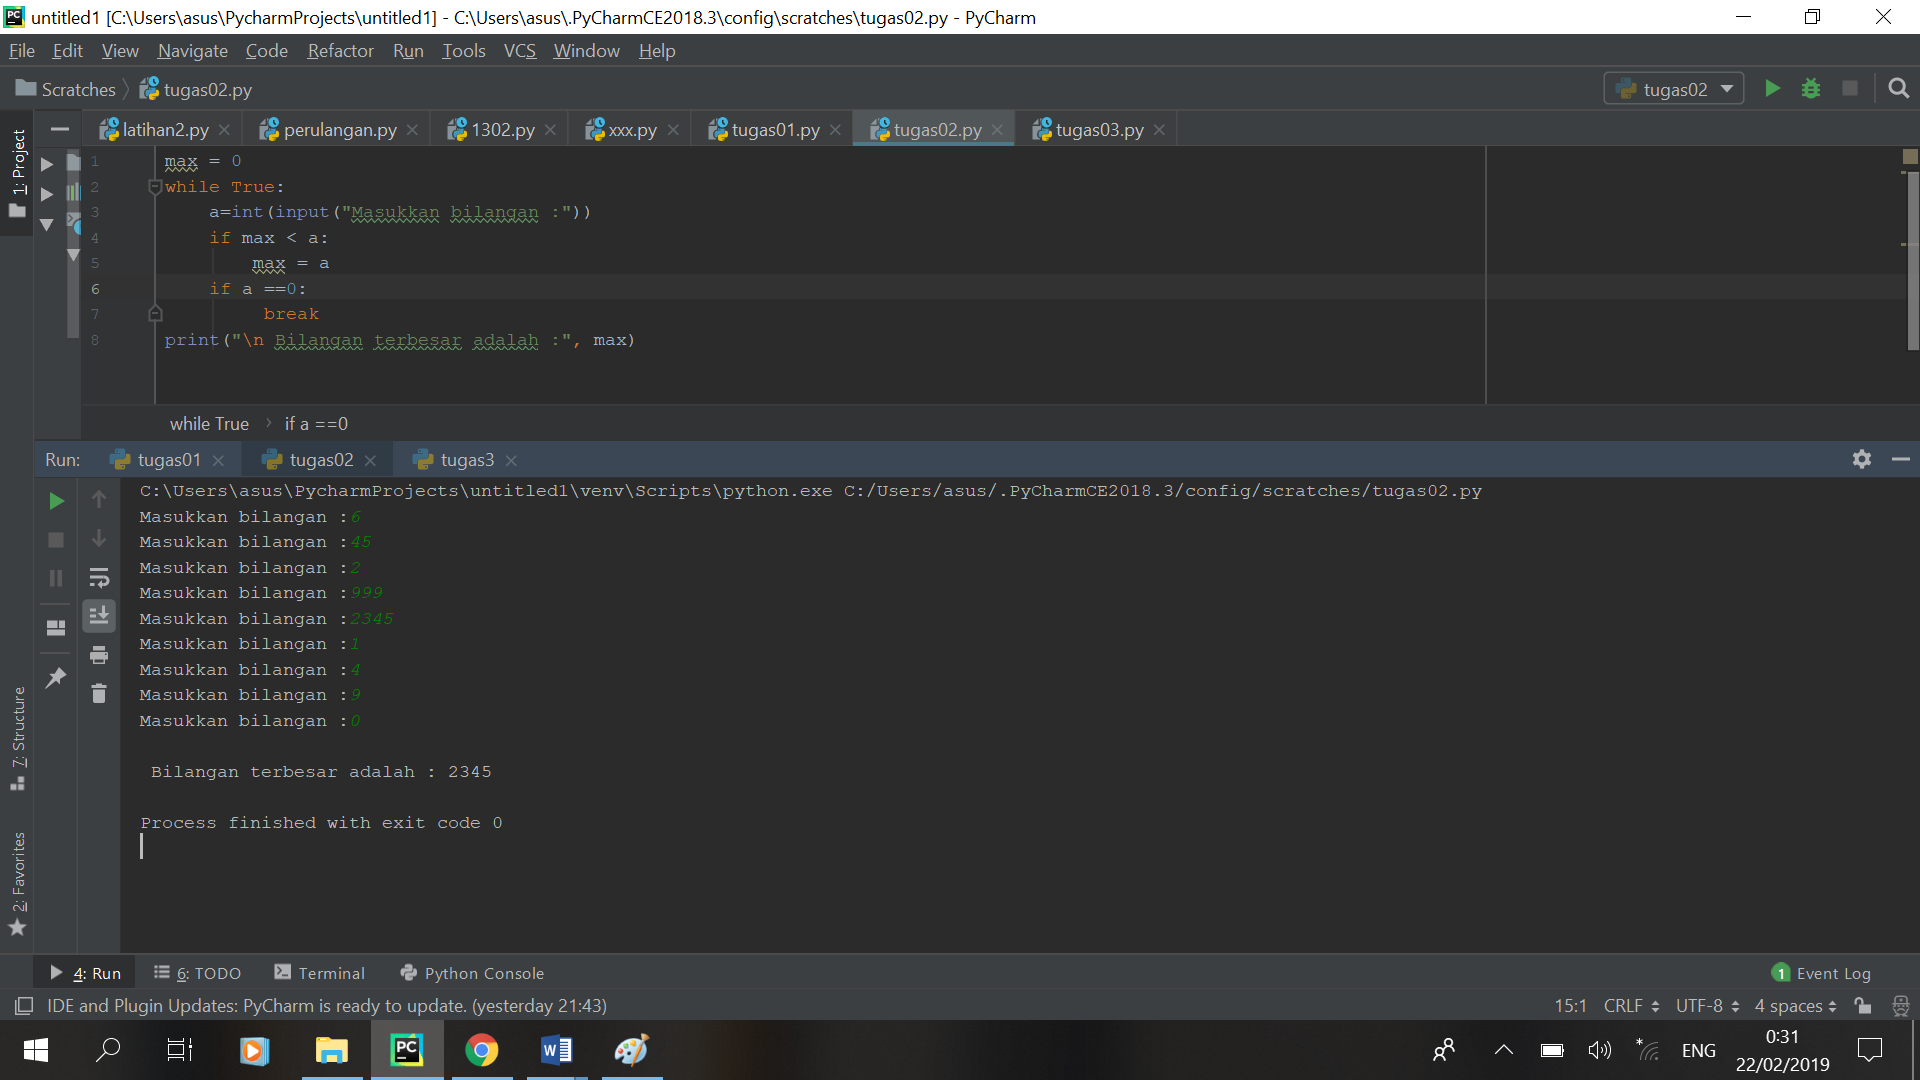 untitled1 [C:\Users\asus\PycharmProjects\untitled1] - C:\Users\asus\.PyCharmCE2018.3\config\scratches\tugas02.py - PyCharm
File Edit View Navigate Code Refactor Run Tools VCS Window Help
Scratches tugas02.py tugas02
latihan2.py perulangan.py 1302.py xxx.py tugas01.py tugas02.py tugas03.py
1: Project
1 max = 0
2 while True:
3 a=int(input("Masukkan bilangan :"))
4 if max < a:
5 max = a
6 if a ==0:
7 break
8 print("\n Bilangan terbesar adalah :", max)
while True › if a ==0
Run: tugas01 tugas02 tugas3
C:\Users\asus\PycharmProjects\untitled1\venv\Scripts\python.exe C:/Users/asus/.PyCharmCE2018.3/config/scratches/tugas02.py
Masukkan bilangan :6
Masukkan bilangan :45
Masukkan bilangan :2
Masukkan bilangan :999
Masukkan bilangan :2345
Masukkan bilangan :1
Masukkan bilangan :4
Masukkan bilangan :9
Masukkan bilangan :0
Bilangan terbesar adalah : 2345
Process finished with exit code 0
7: Structure
2: Favorites
4: Run 6: TODO Terminal Python Console 1 Event Log
IDE and Plugin Updates: PyCharm is ready to update. (yesterday 21:43) 15:1 CRLF UTF-8 4 spaces
ENG
0:31
22/02/2019